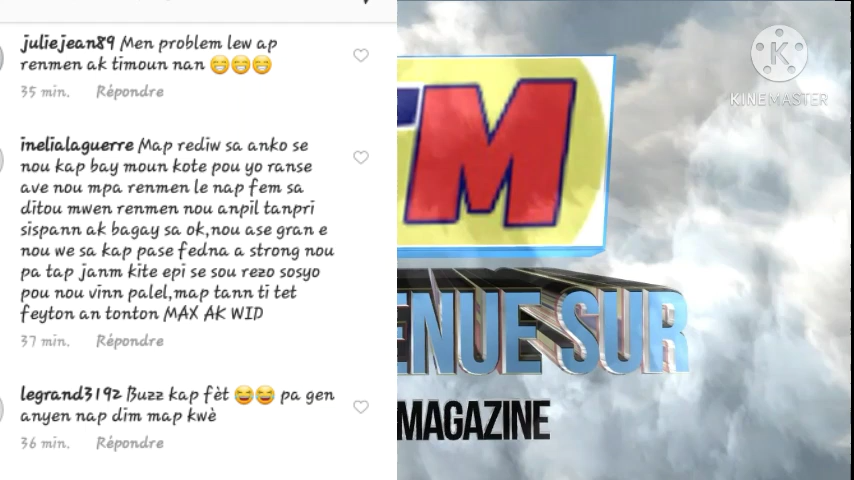 juliejean89 Men problem lew ap
renmen ak timoun nan 😁😁😁
35 min. Répondre
inelialaguerre Map rediw sa anko se
nou kap bay moun kote pou yo ranse
ave nou mpa renmen le nap fem sa
ditou mwen renmen nou anpil tanpri
sispann ak bagay sa ok,nou ase gran e
nou we sa kap pase fedna a strong nou
pa tap janm kite epi se sou rezo sosyo
pou nou vinn palel,map tann ti tet
feyton an tonton MAX AK WID
37 min. Répondre
legrand3192 Buzz kap fèt 😂😂 pa gen
anyen nap dim map kwè
36 min. Répondre
M
ENUE SUR
MAGAZINE
K
KINEMASTER